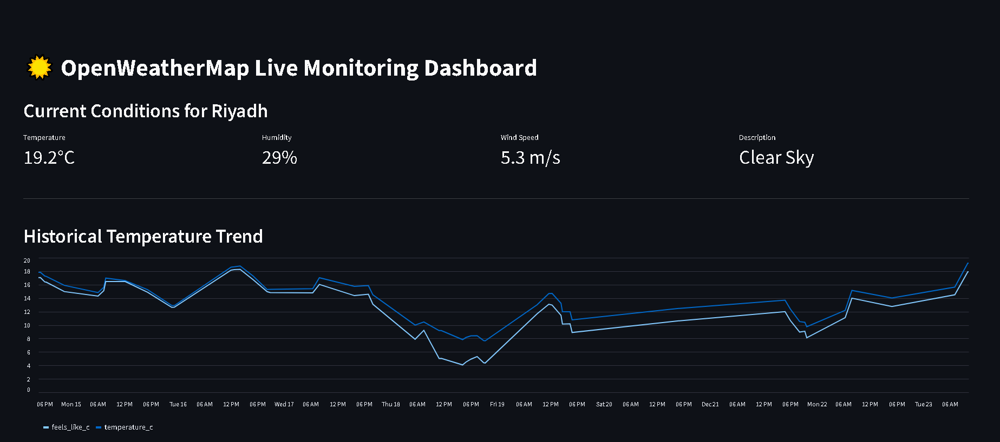 OpenWeatherMap Live Monitoring Dashboard
Current Conditions for Riyadh
Temperature Humidity Wind Speed Description
19.2°C 29% 5.3 m/s Clear Sky
Historical Temperature Trend
20
18
16
14
12
10
8
6
4
2
0
06 PM Mon 15 06 AM 12 PM 06 PM Tue 16 06 AM 12 PM 06 PM Wed 17 06 AM 12 PM 06 PM Thu 18 06 AM 12 PM 06 PM Fri 19 06 AM 12 PM 06 PM Sat 20 06 AM 12 PM 06 PM Dec 21 06 AM 12 PM 06 PM Mon 22 06 AM 12 PM 06 PM Tue 23 06 AM
feels_like_c temperature_c